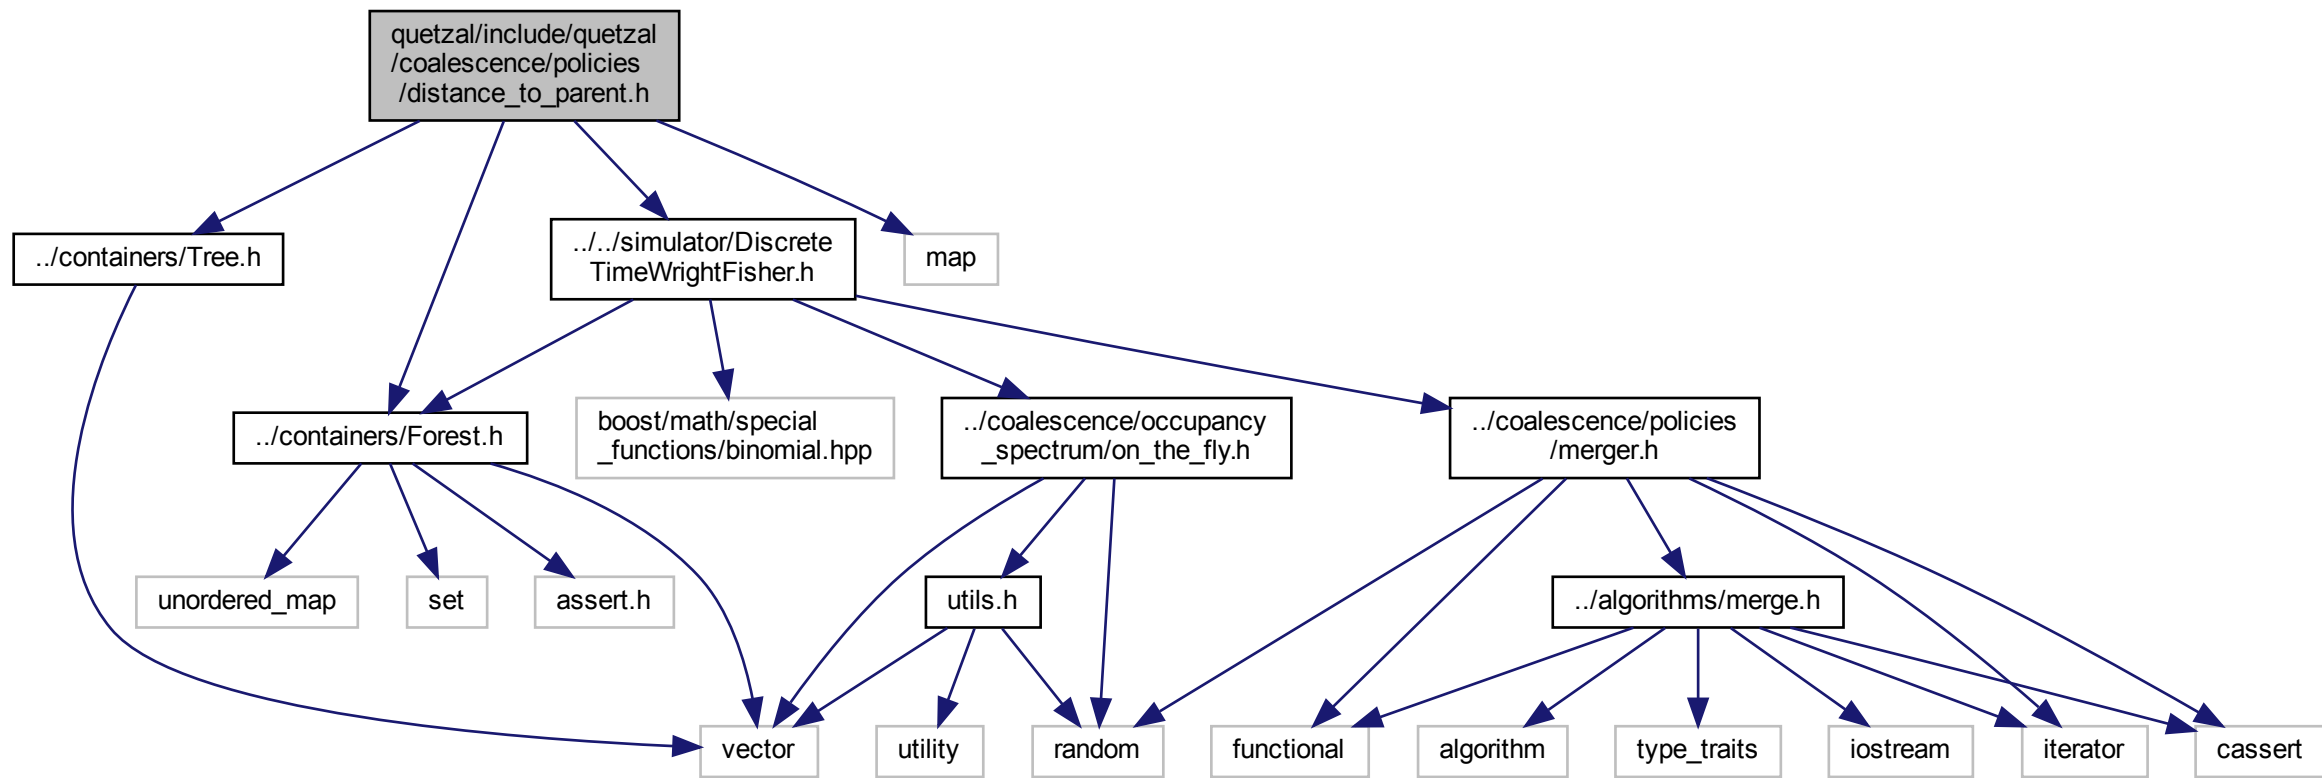 quetzal/include/quetzal
/coalescence/policies
/distance_to_parent.h
../containers/Tree.h
../../simulator/Discrete
TimeWrightFisher.h
map
../containers/Forest.h
boost/math/special
_functions/binomial.hpp
../coalescence/occupancy
_spectrum/on_the_fly.h
../coalescence/policies
/merger.h
unordered_map
set
assert.h
utils.h
../algorithms/merge.h
vector
utility
random
functional
algorithm
type_traits
iostream
iterator
cassert